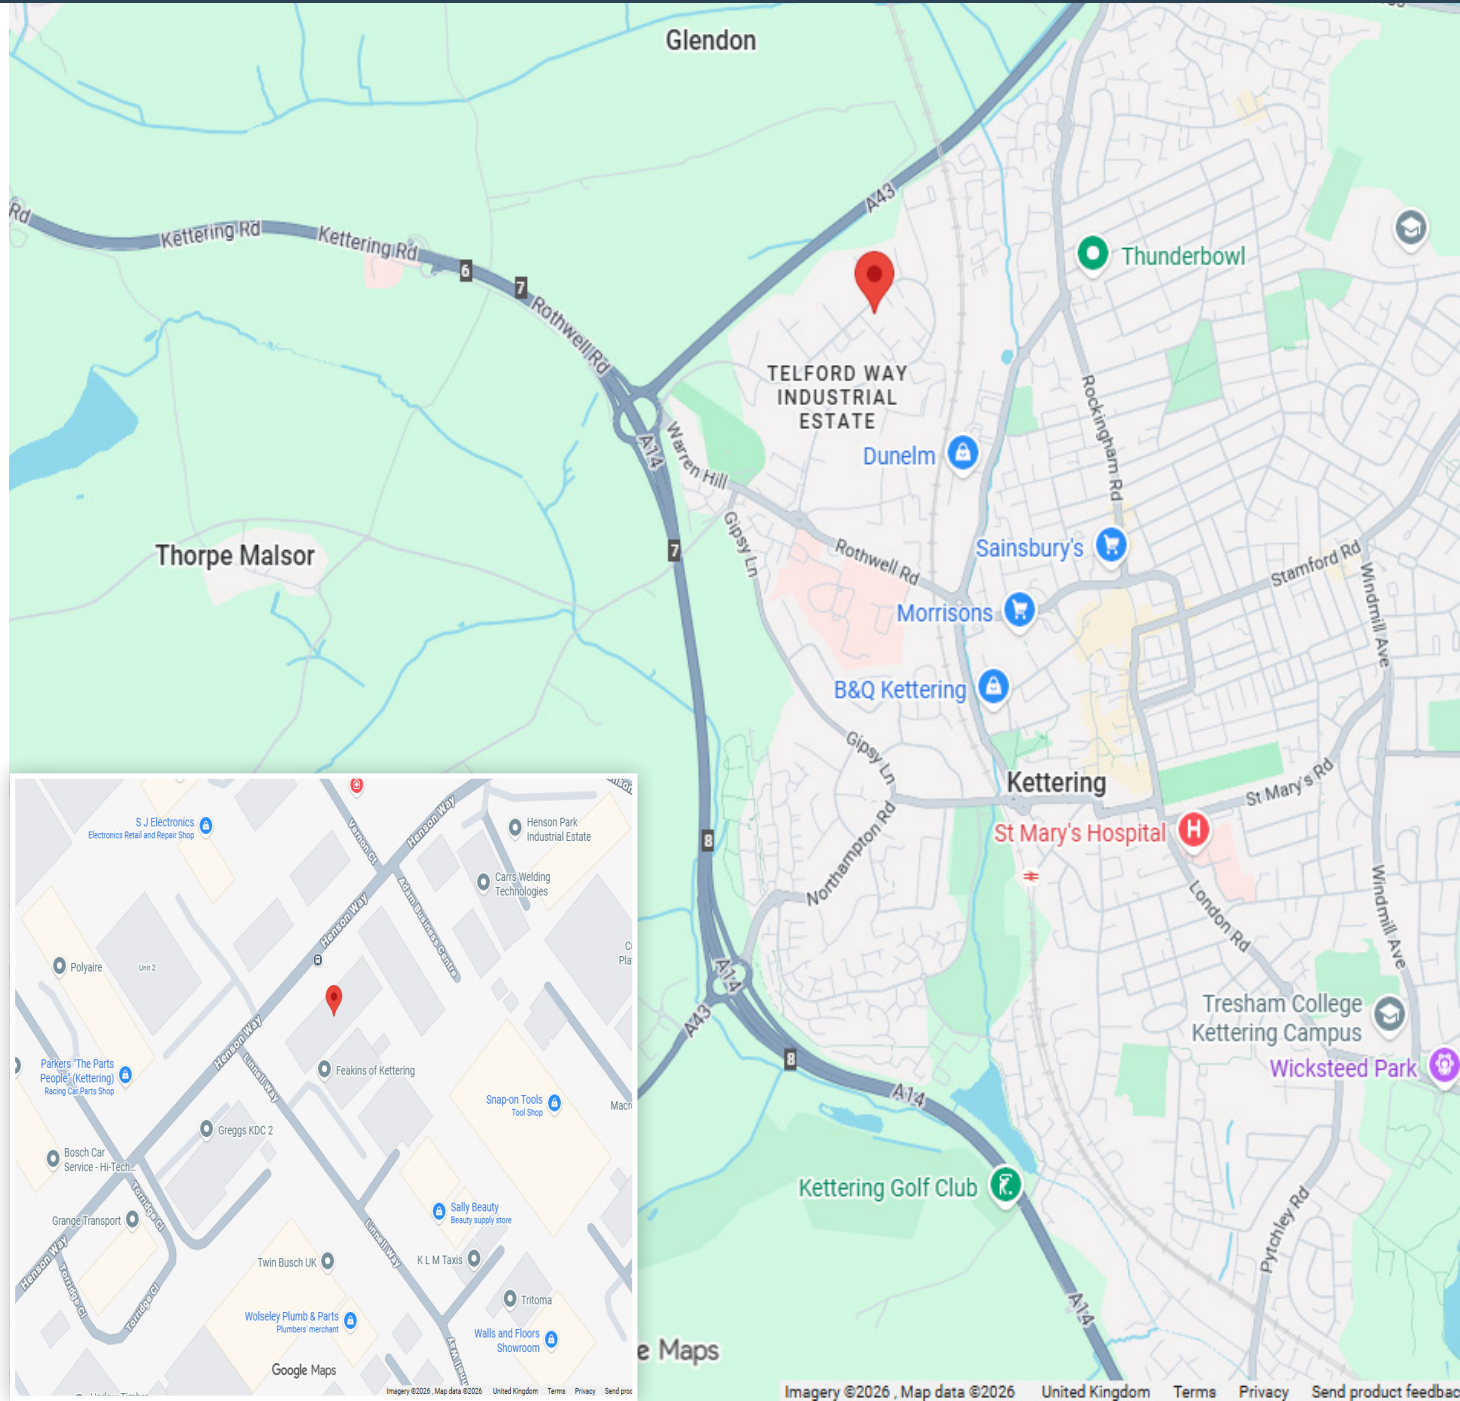 Glendon
A43
Rd
Kettering Rd
Kettering Rd
6
7
Rothwell Rd
Thunderbowl
TELFORD WAY
INDUSTRIAL
ESTATE
Rockingham Rd
A14
Warren Hill
Dunelm
Gipsy Ln
7
Rothwell Rd
Sainsbury's
Stamford Rd
Thorpe Malsor
Windmill Ave
Morrisons
B&Q Kettering
Gipsy Ln
Kettering
St Mary's Rd
8
Northampton Rd
St Mary's Hospital
London Rd
Windmill Ave
A14
A43
Tresham College
Kettering Campus
8
Wicksteed Park
A14
Kettering Golf Club
Pytchley Rd
A14
e Maps
Imagery ©2026 , Map data ©2026 United Kingdom Terms Privacy Send product feedbac
S J Electronics
Electronics Retail and Repair Shop
Vernon Ct
Henson Way
Henson Park
Industrial Estate
Carrs Welding
Technologies
Adam Business Centre
Henson Way
Polyaire
Unit 2
Henson Way
Linnell Way
Feakins of Kettering
Parkers "The Parts
People" (Kettering)
Racing Car Parts Shop
Snap-on Tools
Tool Shop
Macr
Greggs KDC 2
Bosch Car
Service - Hi-Tech...
Torridge Cl
Grange Transport
Sally Beauty
Beauty supply store
Henson Way
Torridge Cl
Torridge Cl
Linnell Way
Twin Busch UK
K L M Taxis
Tritoma
Wolseley Plumb & Parts
Plumbers' merchant
Walls and Floors
Showroom
Google Maps
Imagery ©2026 , Map data ©2026 United Kingdom Terms Privacy Send prod